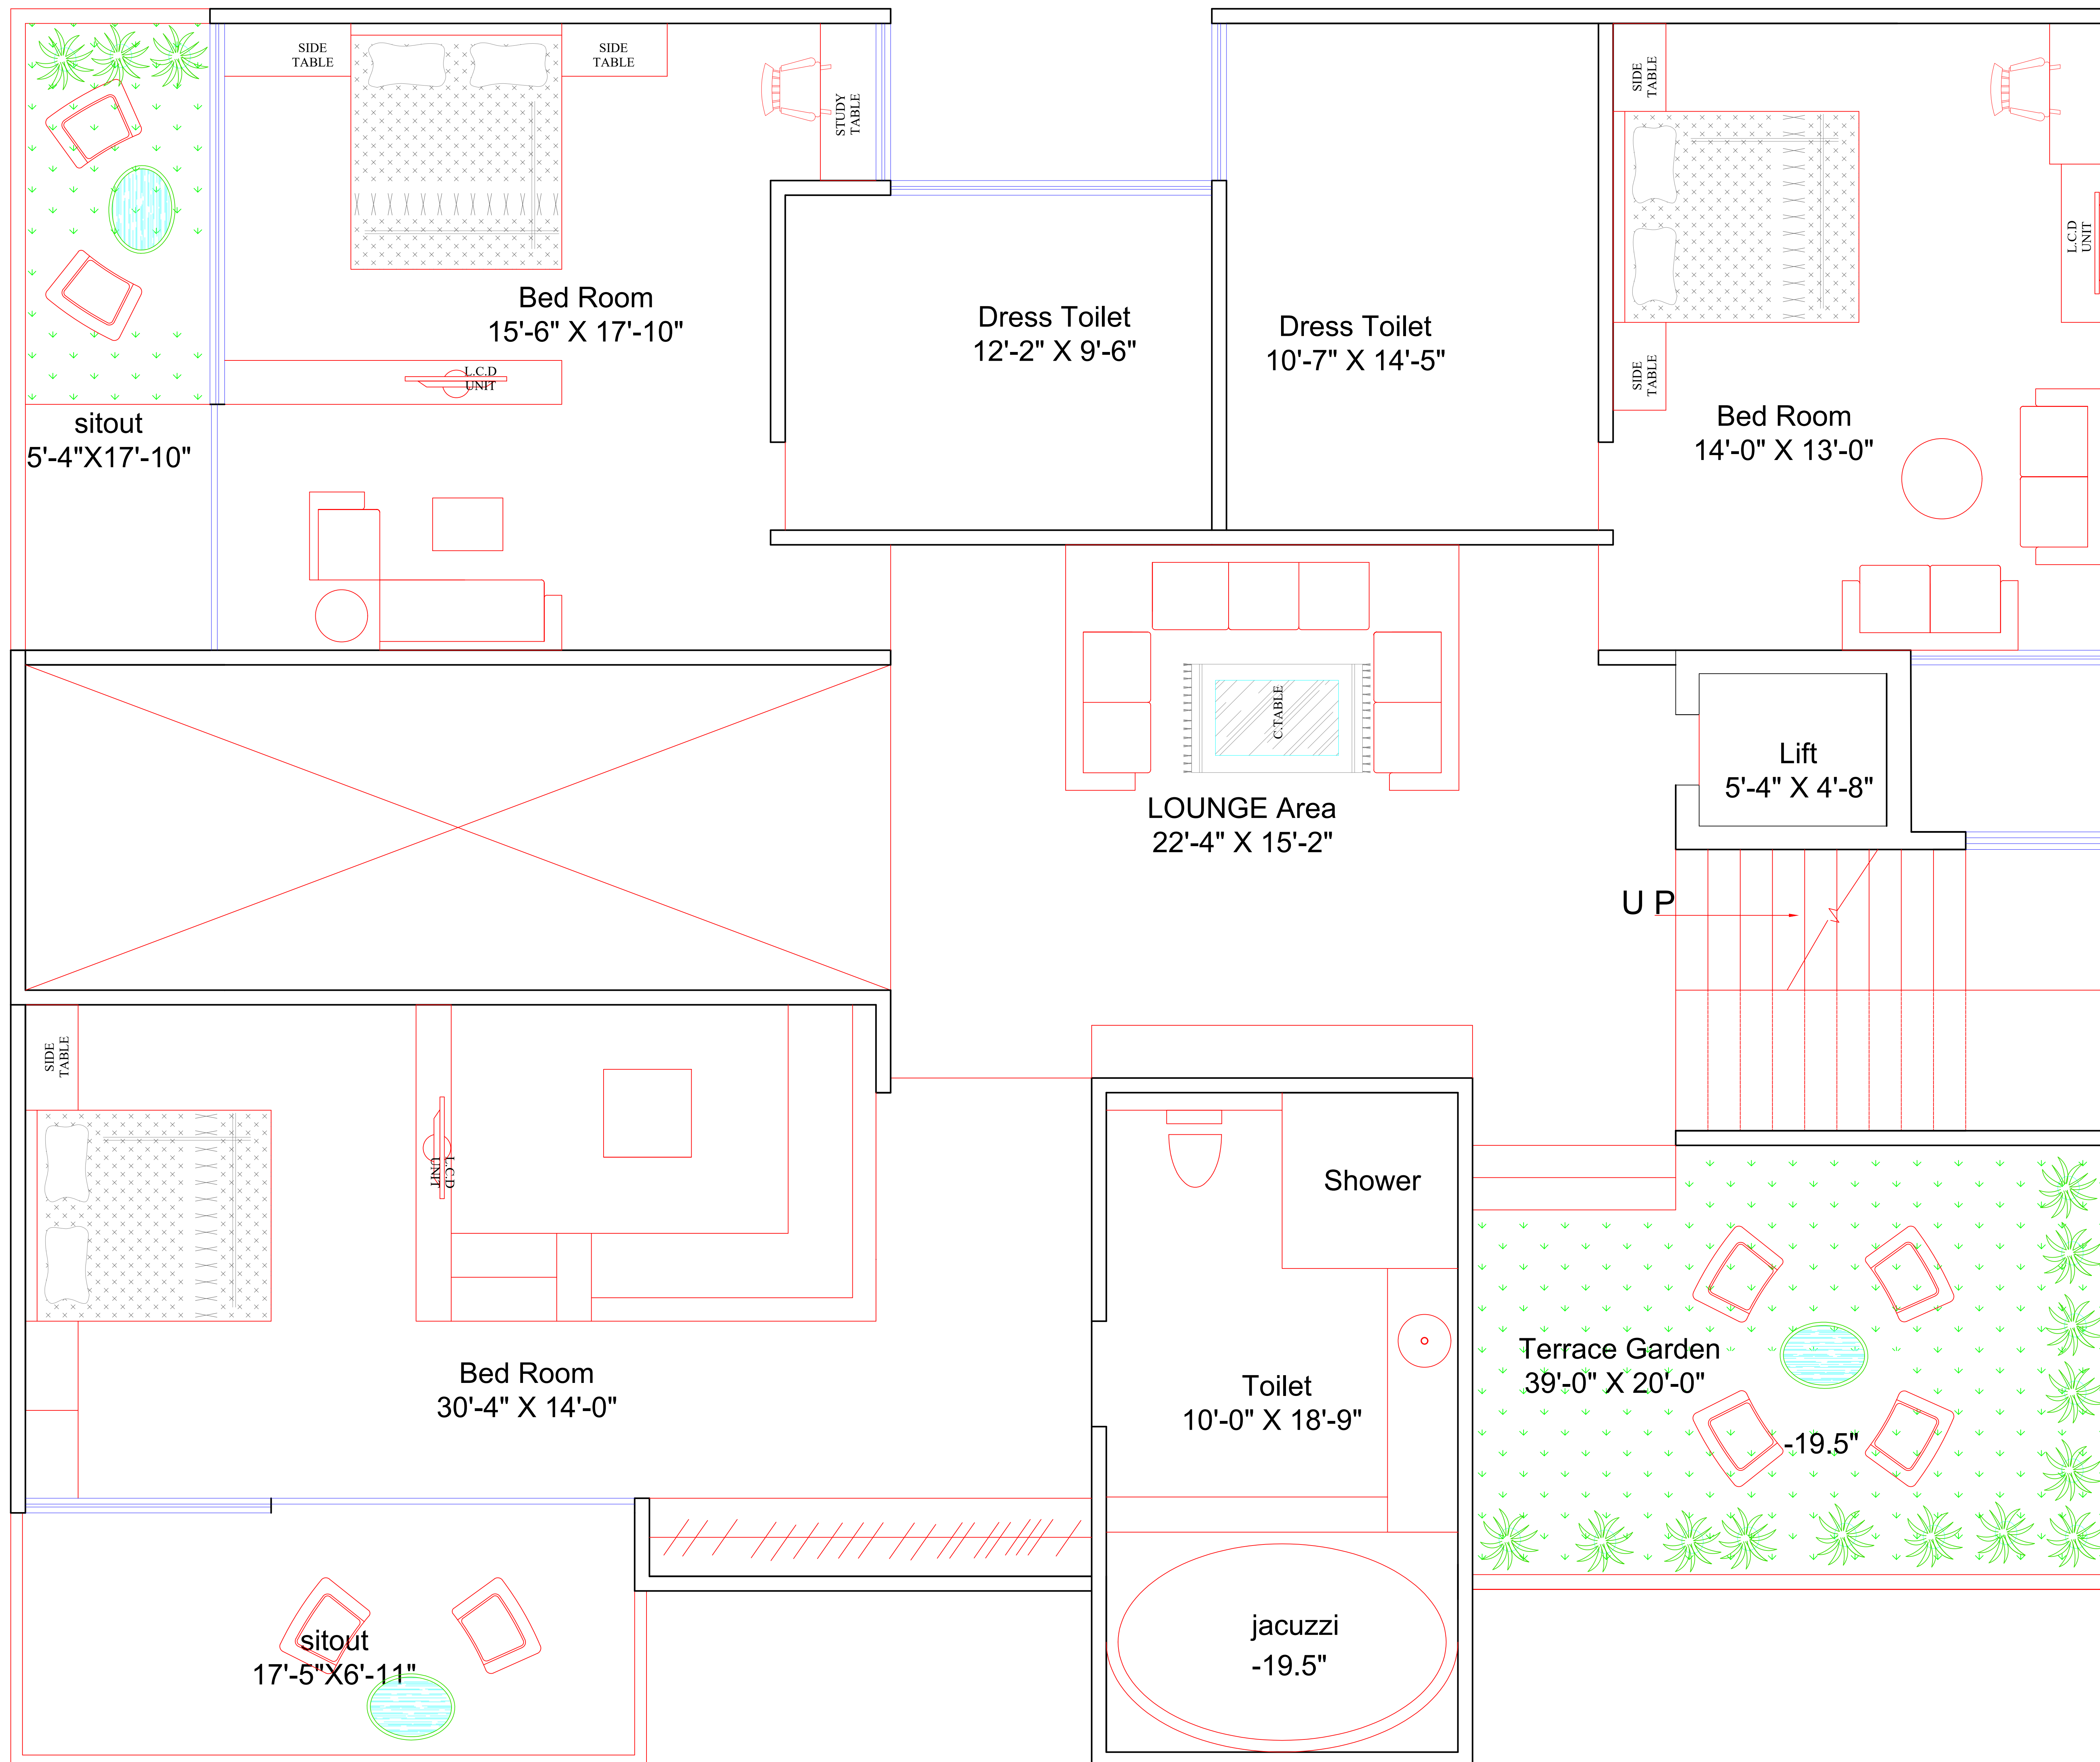 SIDE
TABLE
SIDE
TABLE
STUDY
TABLE
SIDE
TABLE
L.C.D
UNIT
Bed Room
15'-6" X 17'-10"
Dress Toilet
12'-2" X 9'-6"
Dress Toilet
10'-7" X 14'-5"
L.C.D
UNIT
SIDE
TABLE
Bed Room
14'-0" X 13'-0"
sitout
5'-4"X17'-10"
C.TABLE
LOUNGE Area
22'-4" X 15'-2"
Lift
5'-4" X 4'-8"
U P
SIDE
TABLE
L.C.D
UNIT
Shower
Bed Room
30'-4" X 14'-0"
Toilet
10'-0" X 18'-9"
Terrace Garden
39'-0" X 20'-0"
-19.5"
sitout
17'-5"X6'-11"
jacuzzi
-19.5"